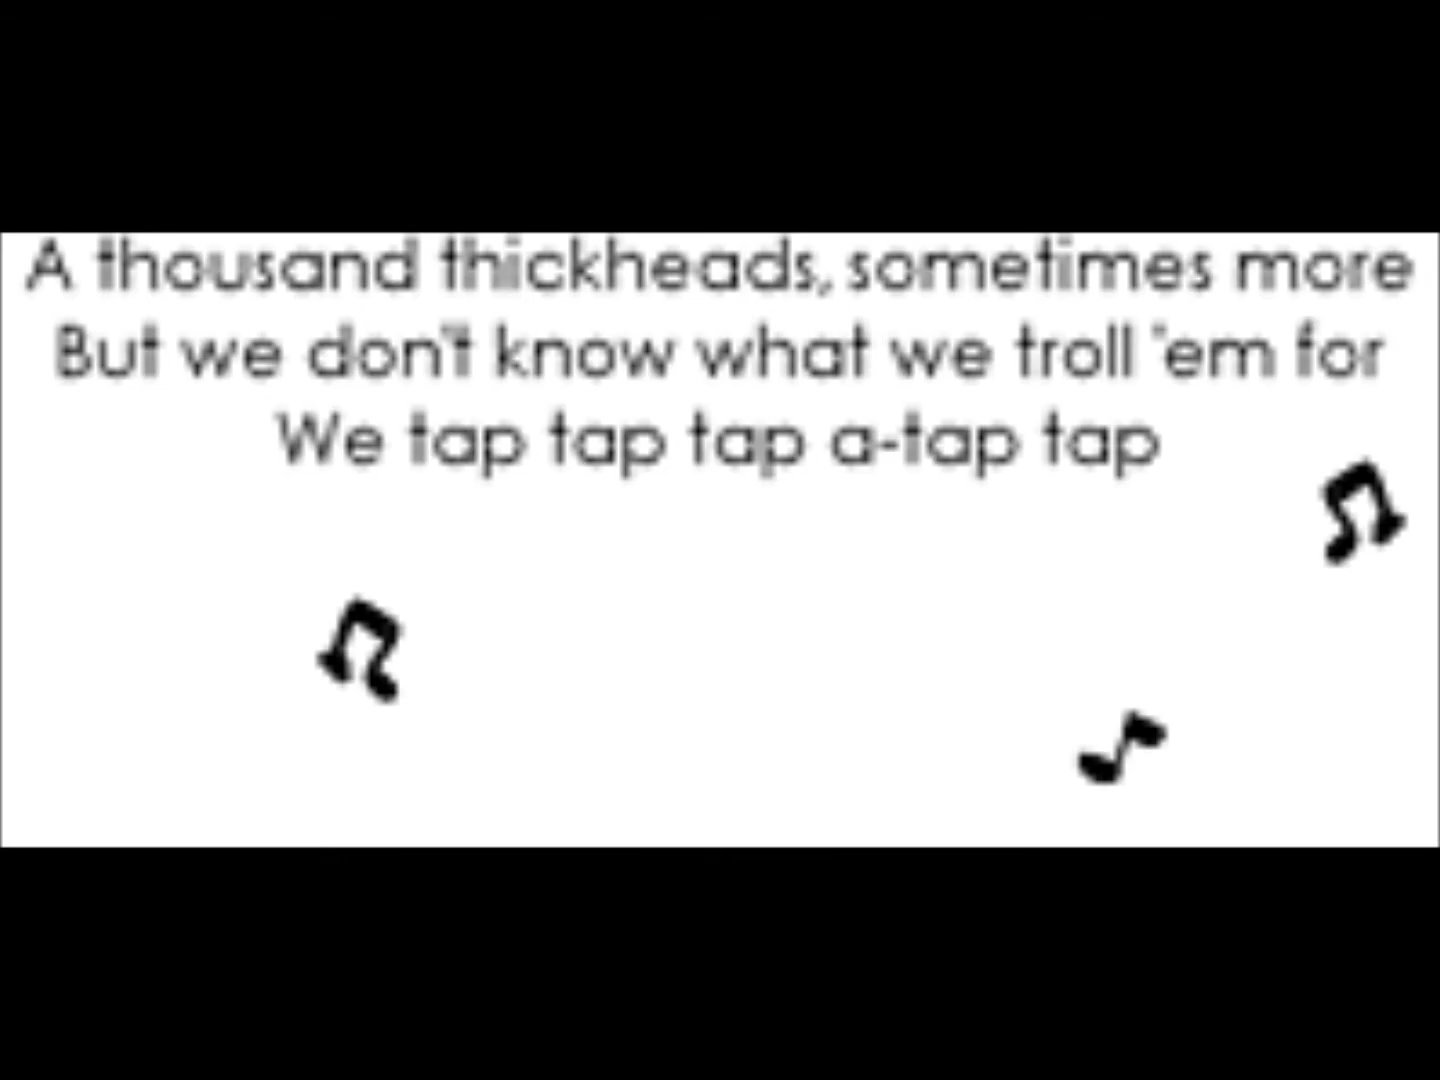 A thousand thickheads, sometimes more
But we don't know what we troll 'em for
We tap tap tap a-tap tap